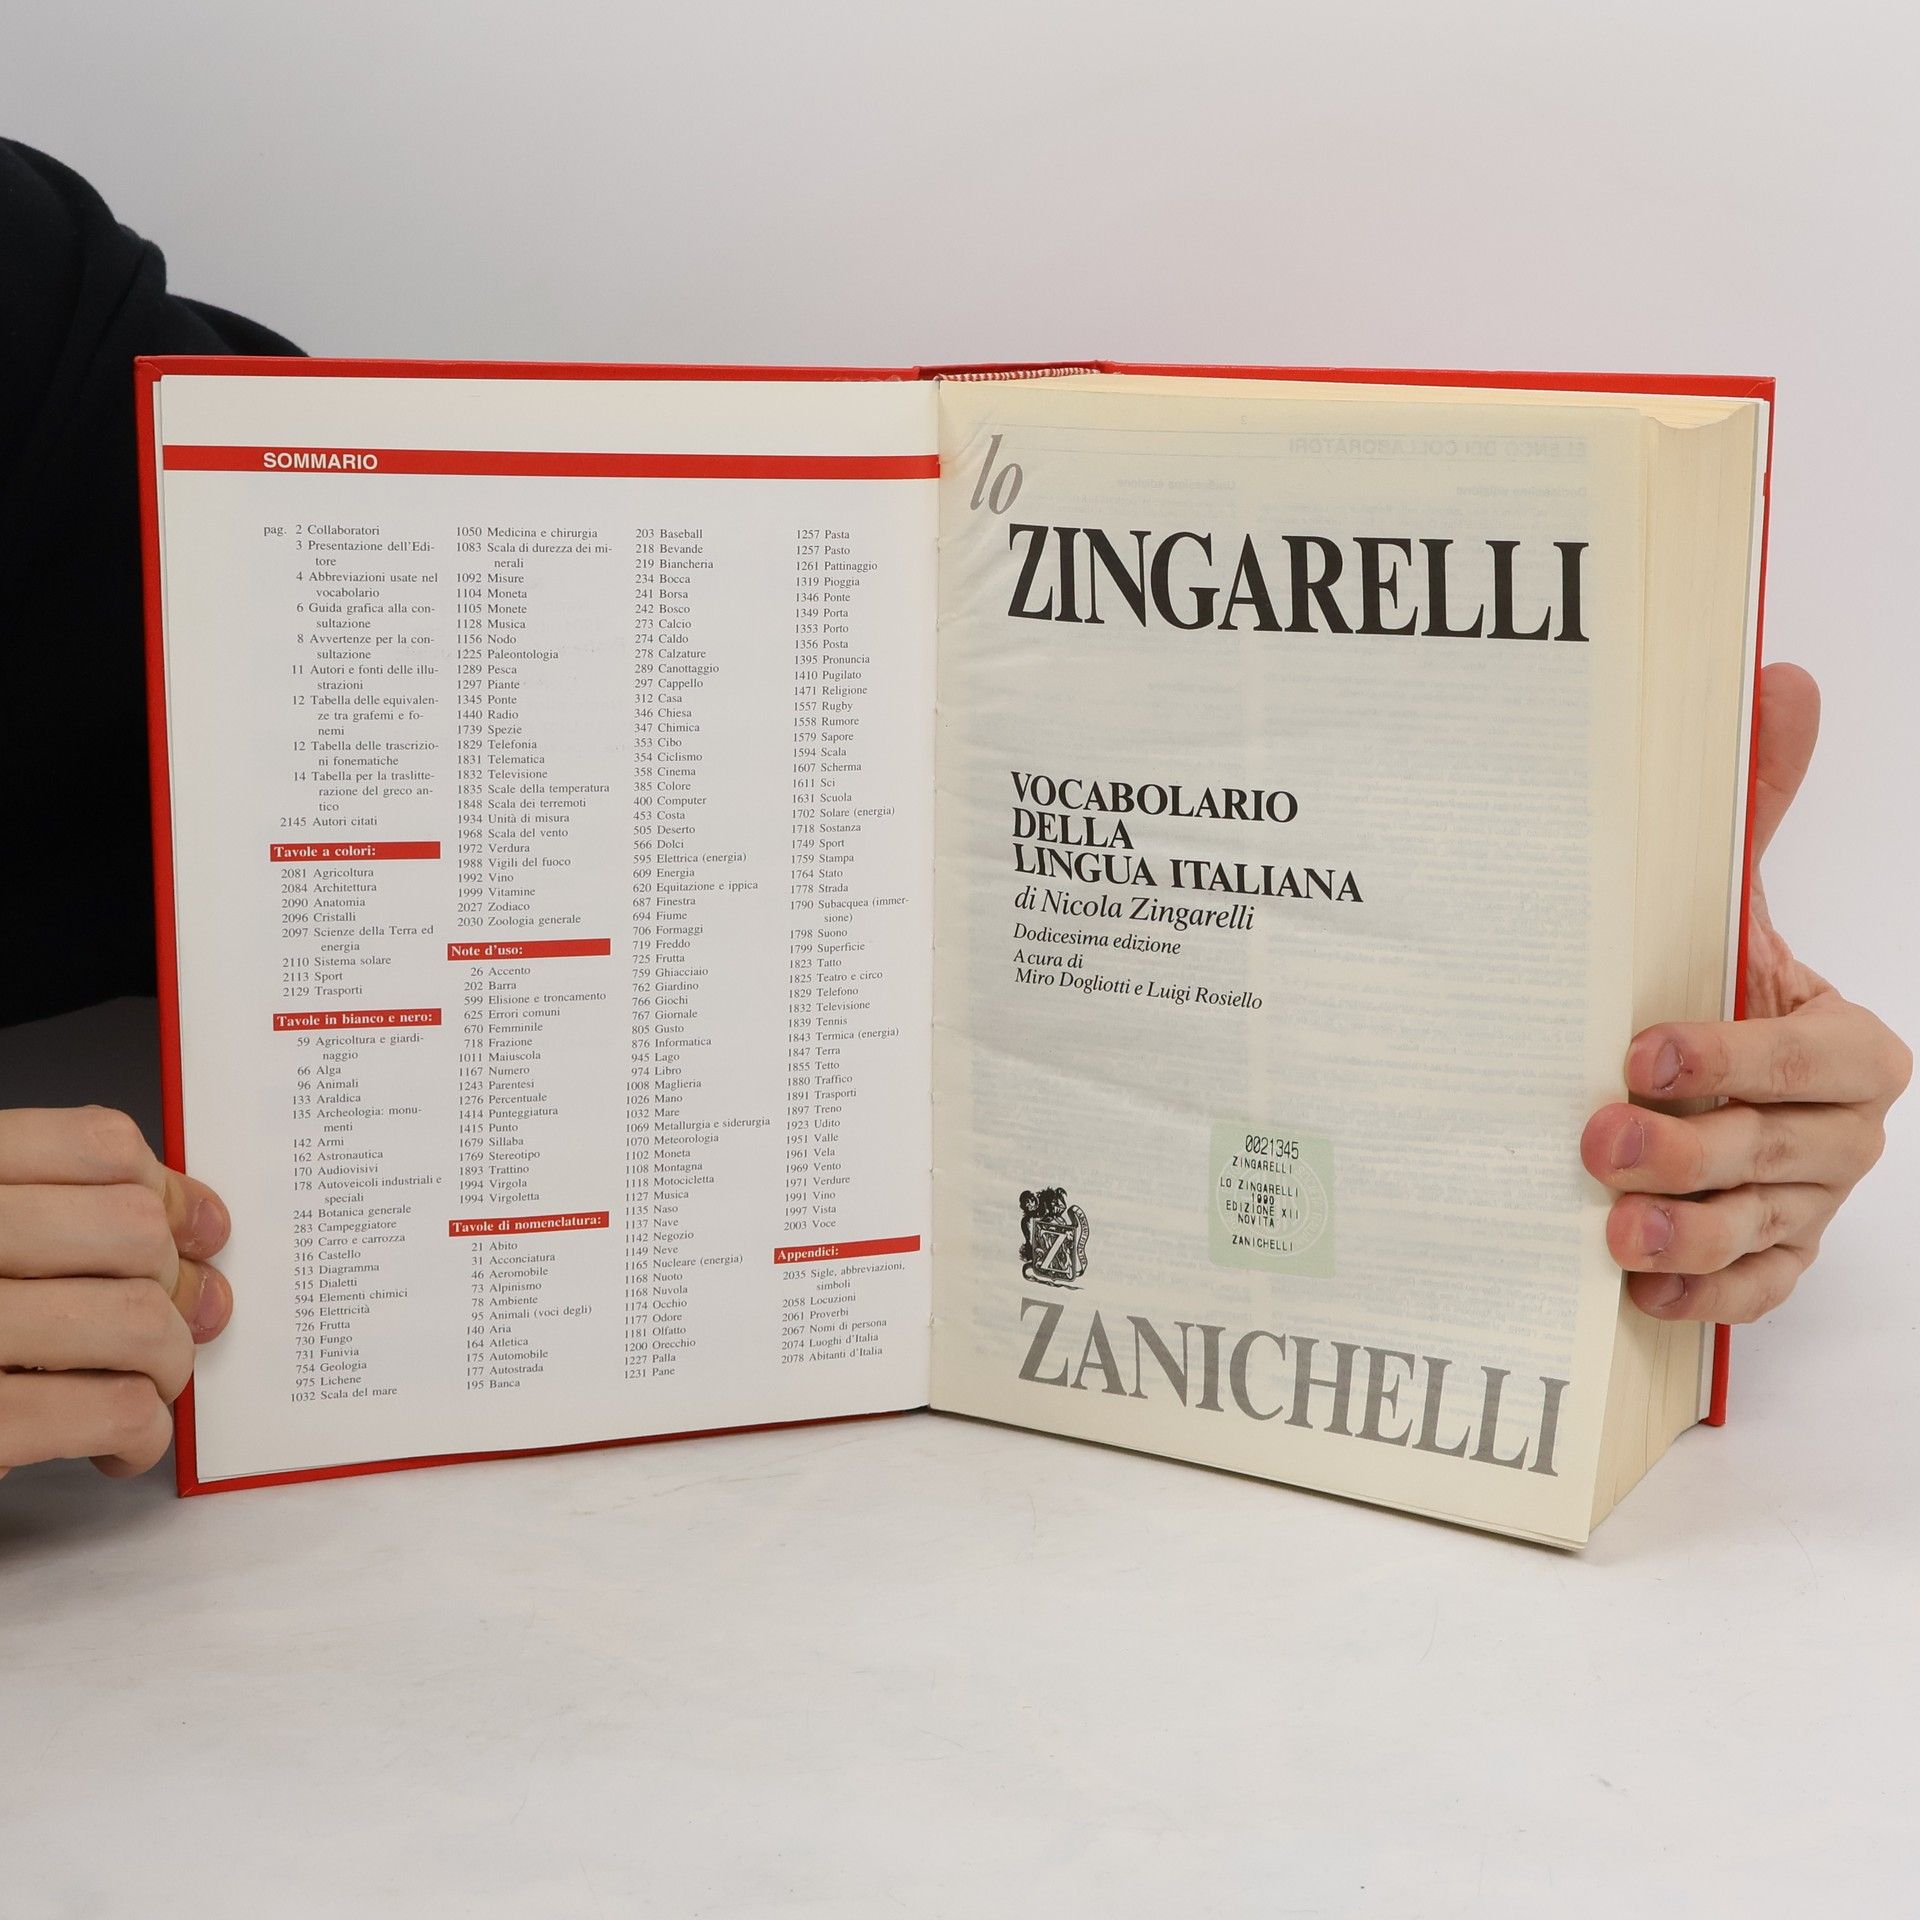 SOMMARIO
pag. 2 Collaboratori
3 Presentazione dell'Edi-
tore
4 Abbreviazioni usate nel
vocabolario
6 Guida grafica alla con-
sultazione
8 Avvertenze per la con-
sultazione
11 Autori e fonti delle illu-
strazioni
12 Tabella delle equivalen-
ze tra grafemi e fo-
nemi
12 Tabella delle trascrizio-
ni fonematiche
14 Tabella per la traslitte-
razione del greco an-
tico
2145 Autori citati
Tavole a colori:
2081 Agricoltura
2084 Architettura
2090 Anatomia
2096 Cristalli
2097 Scienze della Terra ed
energia
2110 Sistema solare
2113 Sport
2129 Trasporti
Tavole in bianco e nero:
59 Agricoltura e giardi-
naggio
66 Alga
96 Animali
133 Araldica
135 Archeologia: monu-
menti
142 Armi
162 Astronautica
170 Audiovisivi
178 Autoveicoli industriali e
speciali
244 Botanica generale
283 Campeggiatore
309 Carro e carrozza
316 Castello
513 Diagramma
515 Dialetti
594 Elementi chimici
596 Elettricità
726 Frutta
730 Fungo
731 Funivia
754 Geologia
975 Lichene
1032 Scala del mare
1050 Medicina e chirurgia
1083 Scala di durezza dei mi-
nerali
1092 Misure
1104 Moneta
1105 Monete
1128 Musica
1156 Nodo
1225 Paleontologia
1289 Pesca
1297 Piante
1345 Ponte
1440 Radio
1739 Spezie
1829 Telefonia
1831 Telematica
1832 Televisione
1835 Scale della temperatura
1848 Scala dei terremoti
1934 Unità di misura
1968 Scala del vento
1972 Verdura
1988 Vigili del fuoco
1992 Vino
1999 Vitamine
2027 Zodiaco
2030 Zoologia generale
Note d'uso:
26 Accento
202 Barra
599 Elisione e troncamento
625 Errori comuni
670 Femminile
718 Frazione
1011 Maiuscola
1167 Numero
1243 Parentesi
1276 Percentuale
1414 Punteggiatura
1415 Punto
1679 Sillaba
1769 Stereotipo
1893 Trattino
1994 Virgola
1994 Virgoletta
Tavole di nomenclatura:
21 Abito
31 Acconciatura
46 Aeromobile
73 Alpinismo
78 Ambiente
95 Animali (voci degli)
140 Aria
164 Atletica
175 Automobile
177 Autostrada
195 Banca
203 Baseball
218 Bevande
219 Biancheria
234 Bocca
241 Borsa
242 Bosco
273 Calcio
274 Caldo
278 Calzature
289 Canottaggio
297 Cappello
312 Casa
346 Chiesa
347 Chimica
353 Cibo
354 Ciclismo
358 Cinema
385 Colore
400 Computer
453 Costa
505 Deserto
566 Dolci
595 Elettrica (energia)
609 Energia
620 Equitazione e ippica
687 Finestra
694 Fiume
706 Formaggi
719 Freddo
725 Frutta
759 Ghiacciaio
762 Giardino
766 Giochi
767 Giornale
805 Gusto
876 Informatica
945 Lago
974 Libro
1008 Maglieria
1026 Mano
1032 Mare
1069 Metallurgia e siderurgia
1070 Meteorologia
1102 Moneta
1108 Montagna
1118 Motocicletta
1127 Musica
1135 Naso
1137 Nave
1142 Negozio
1149 Neve
1165 Nucleare (energia)
1168 Nuoto
1168 Nuvola
1174 Occhio
1177 Odore
1181 Olfatto
1200 Orecchio
1227 Palla
1231 Pane
1257 Pasta
1257 Pasto
1261 Pattinaggio
1319 Pioggia
1346 Ponte
1349 Porta
1353 Porto
1356 Posta
1395 Pronuncia
1410 Pugilato
1471 Religione
1557 Rugby
1558 Rumore
1579 Sapore
1594 Scala
1607 Scherma
1611 Sci
1631 Scuola
1702 Solare (energia)
1718 Sostanza
1749 Sport
1759 Stampa
1764 Stato
1778 Strada
1790 Subacquea (immer-
sione)
1798 Suono
1799 Superficie
1823 Tatto
1825 Teatro e circo
1829 Telefono
1832 Televisione
1839 Tennis
1843 Termica (energia)
1847 Terra
1855 Tetto
1880 Traffico
1891 Trasporti
1897 Treno
1923 Udito
1951 Valle
1961 Vela
1969 Vento
1971 Verdure
1991 Vino
1997 Vista
2003 Voce
Appendici:
2035 Sigle, abbreviazioni,
simboli
2058 Locuzioni
2061 Proverbi
2067 Nomi di persona
2074 Luoghi d'Italia
2078 Abitanti d'Italia
lo
ZINGARELLI
VOCABOLARIO
DELLA
LINGUA ITALIANA
di Nicola Zingarelli
Dodicesima edizione
A cura di
Miro Dogliotti e Luigi Rosiello
0021345
ZINGARELLI
LO ZINGARELLI
1990
EDIZIONE XII
NOVITA
ZANICHELLI
Z
ZANICHELLI